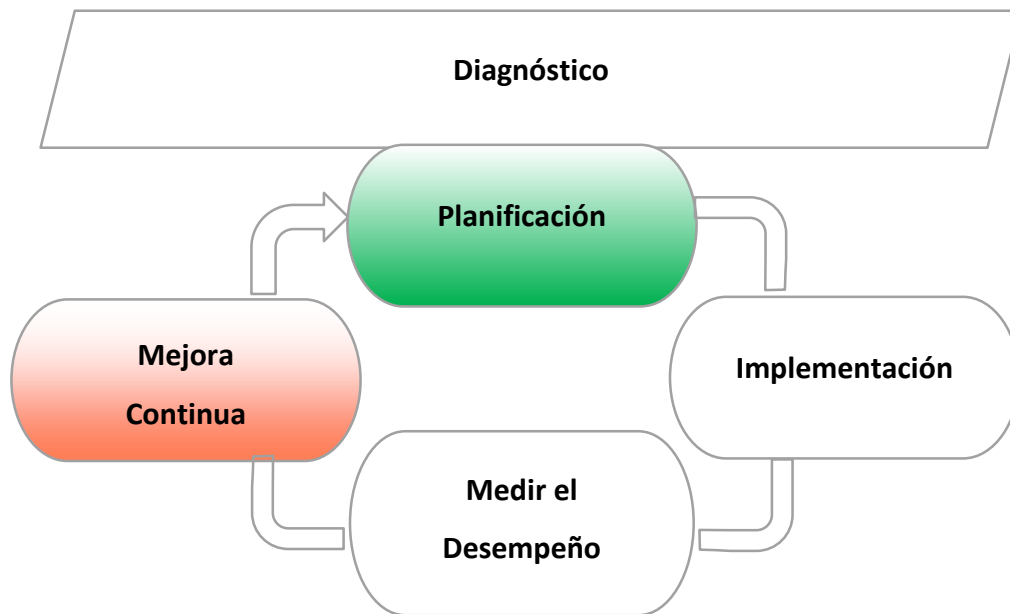 Diagnóstico
Planificación
Mejora
Continua
Implementación
Medir el
Desempeño